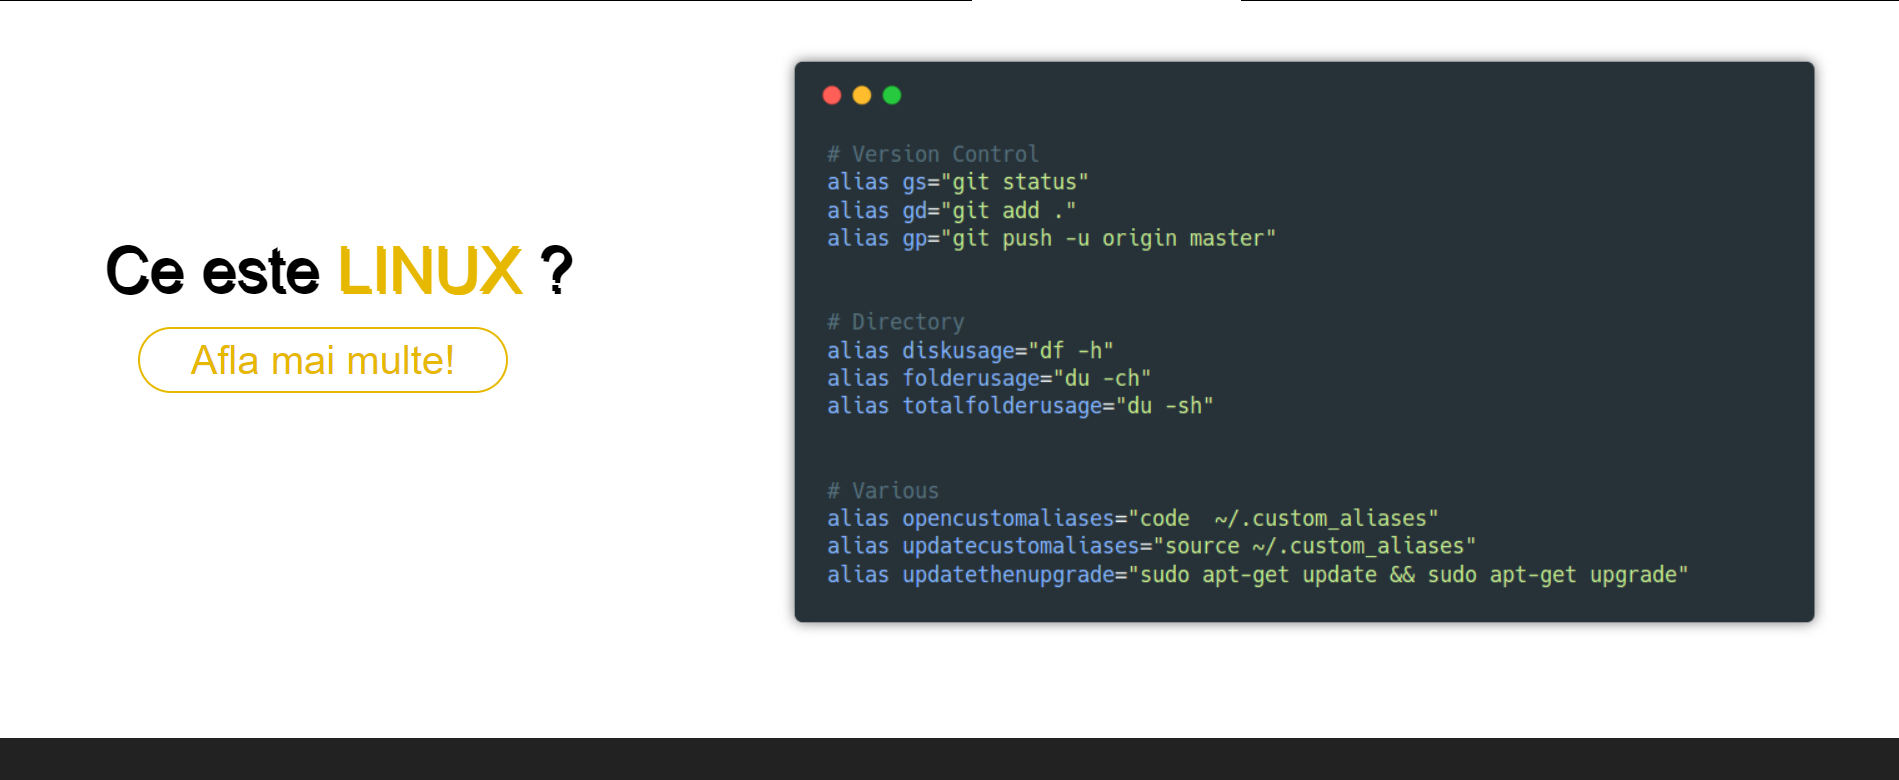 Ce este LINUX ?
Afla mai multe!
# Version Control
alias gs="git status"
alias gd="git add ."
alias gp="git push -u origin master"
# Directory
alias diskusage="df -h"
alias folderusage="du -ch"
alias totalfolderusage="du -sh"
# Various
alias opencustomaliases="code  ~/.custom_aliases"
alias updatecustomaliases="source ~/.custom_aliases"
alias updatethenupgrade="sudo apt-get update && sudo apt-get upgrade"